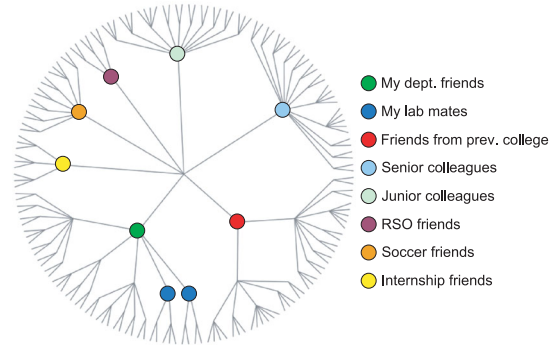 My dept. friends
My lab mates
Friends from prev. college
Senior colleagues
Junior colleagues
RSO friends
Soccer friends
Internship friends